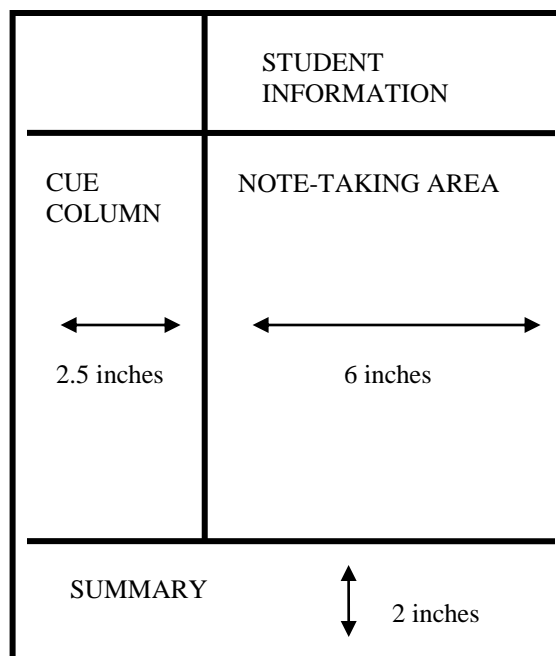 STUDENT
INFORMATION
CUE
COLUMN
NOTE-TAKING AREA
2.5 inches
6 inches
SUMMARY
2 inches